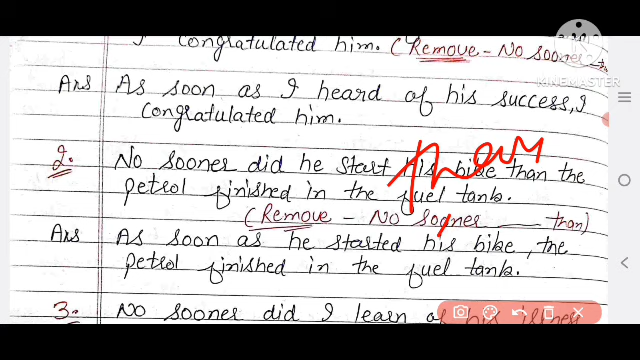 congratulated him. (Remove - No sooner
KINEMASTER
Ans As soon as I heard of his success, I
congratulated him.
2. No sooner did he start his bike than the
than
petrol finished in the fuel tank.
(Remove - No sooner ___ than)
Ans As soon as he started his bike, the
petrol finished in the fuel tank.
3. No sooner did I learn of his illness